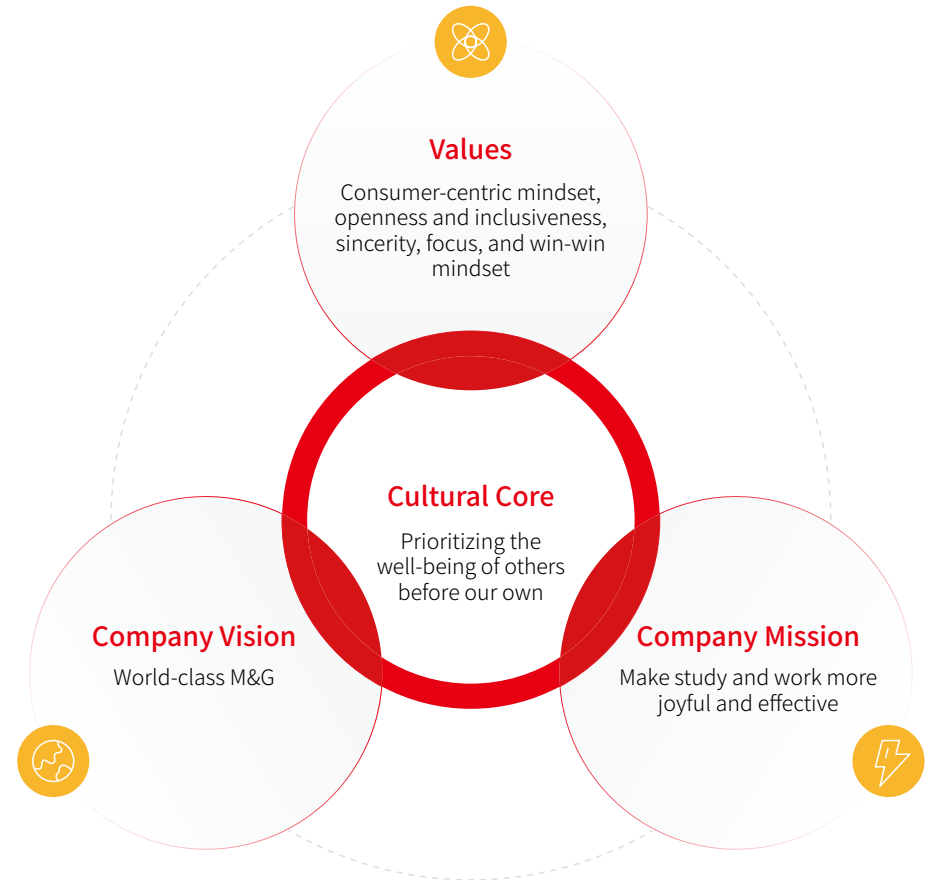 Values
Consumer-centric mindset,
openness and inclusiveness,
sincerity, focus, and win-win
mindset
Cultural Core
Prioritizing the
well-being of others
before our own
Company Vision
World-class M&G
Company Mission
Make study and work more
joyful and effective